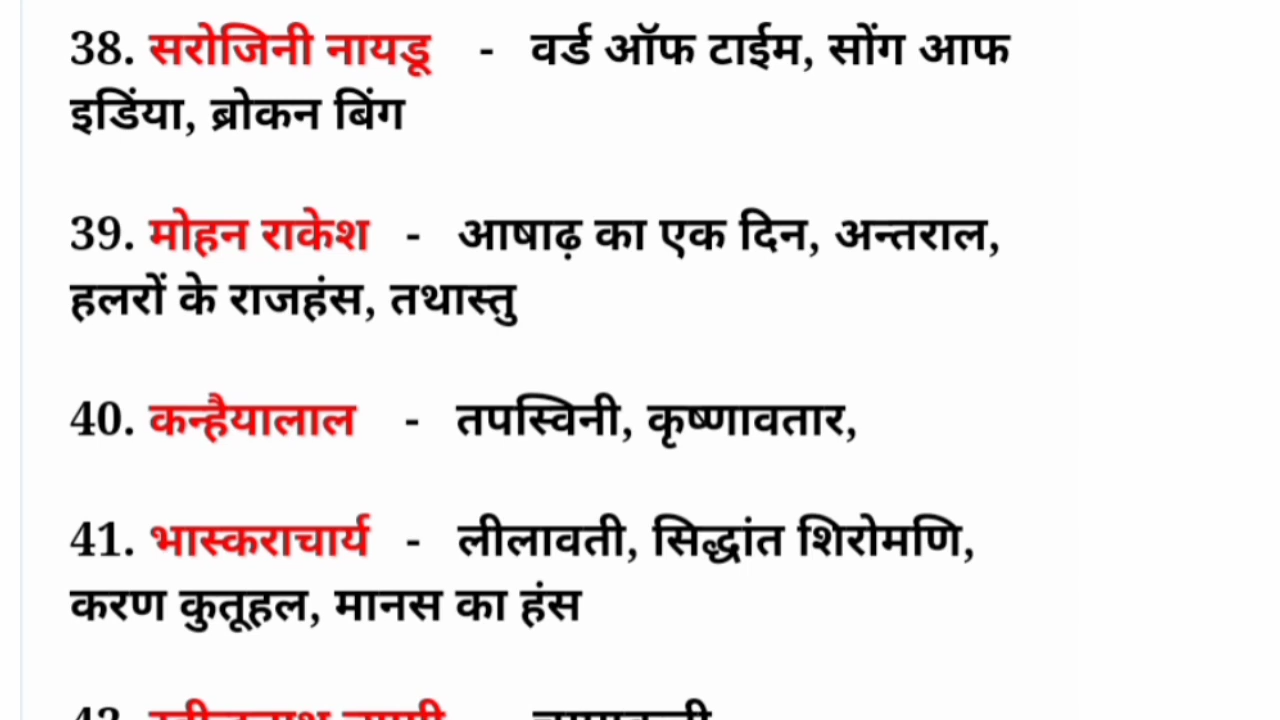 38. सरोजिनी नायडू - वर्ड ऑफ टाईम, सोंग आफ
इडिंया, ब्रोकन बिंग
39. मोहन राकेश - आषाढ़ का एक दिन, अन्तराल,
हलरों के राजहंस, तथास्तु
40. कन्हैयालाल - तपस्विनी, कृष्णावतार,
41. भास्कराचार्य - लीलावती, सिद्धांत शिरोमणि,
करण कुतूहल, मानस का हंस